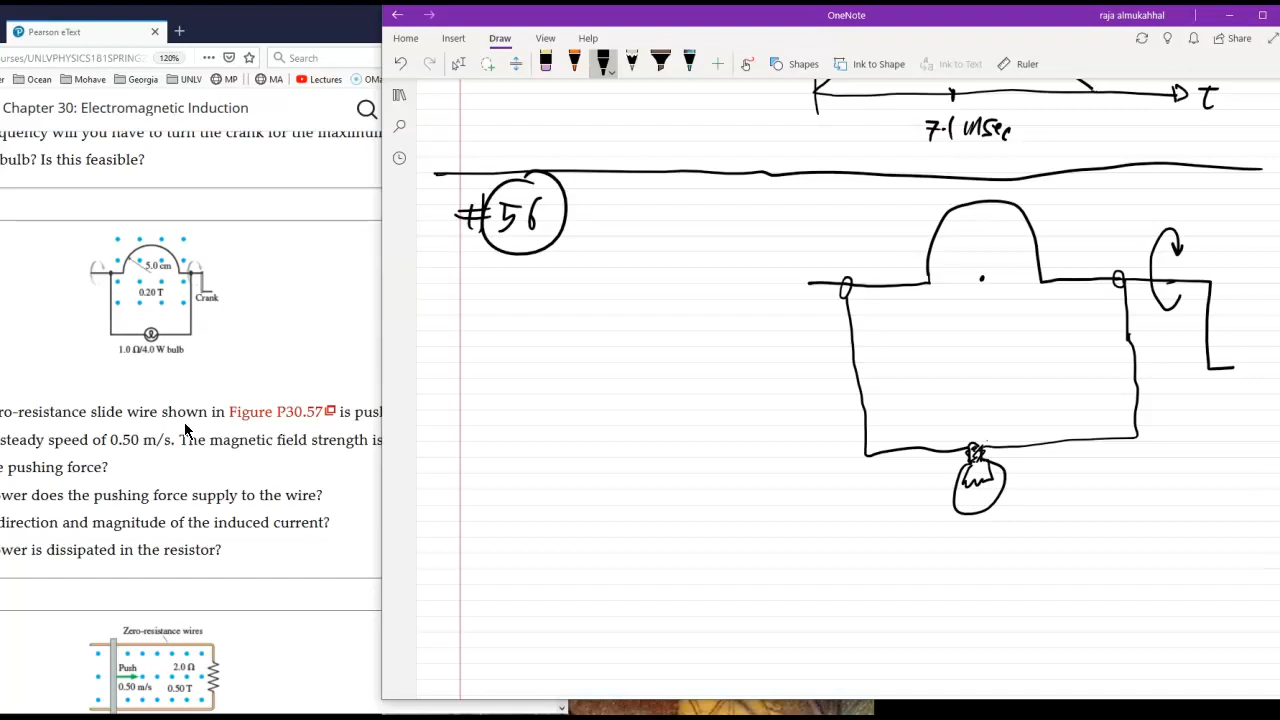 Pearson eText
urses/UNLVPHYSICS181SPRING2
120%
Search
Ocean
Mohave
Georgia
UNLV
MP
MA
Lectures
OMa
Chapter 30: Electromagnetic Induction
quency will you have to turn the crank for the maximum
bulb? Is this feasible?
5.0 cm
0.20 T
Crank
1.0 Ω/4.0 W bulb
ro-resistance slide wire shown in Figure P30.57 is pus
steady speed of 0.50 m/s. The magnetic field strength is
e pushing force?
ower does the pushing force supply to the wire?
direction and magnitude of the induced current?
ower is dissipated in the resistor?
Zero-resistance wires
Push
2.0 Ω
0.50 m/s
0.50 T
OneNote
raja almukahhal
Home
Insert
Draw
View
Help
Share
Shapes
Ink to Shape
Ink to Text
Ruler
7.1 msec
t
#56